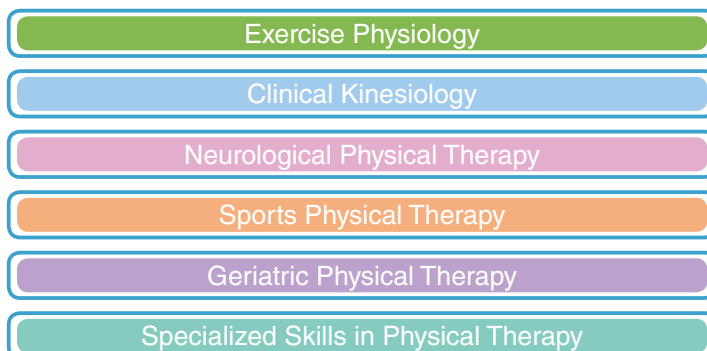 Exercise Physiology
Clinical Kinesiology
Neurological Physical Therapy
Sports Physical Therapy
Geriatric Physical Therapy
Specialized Skills in Physical Therapy